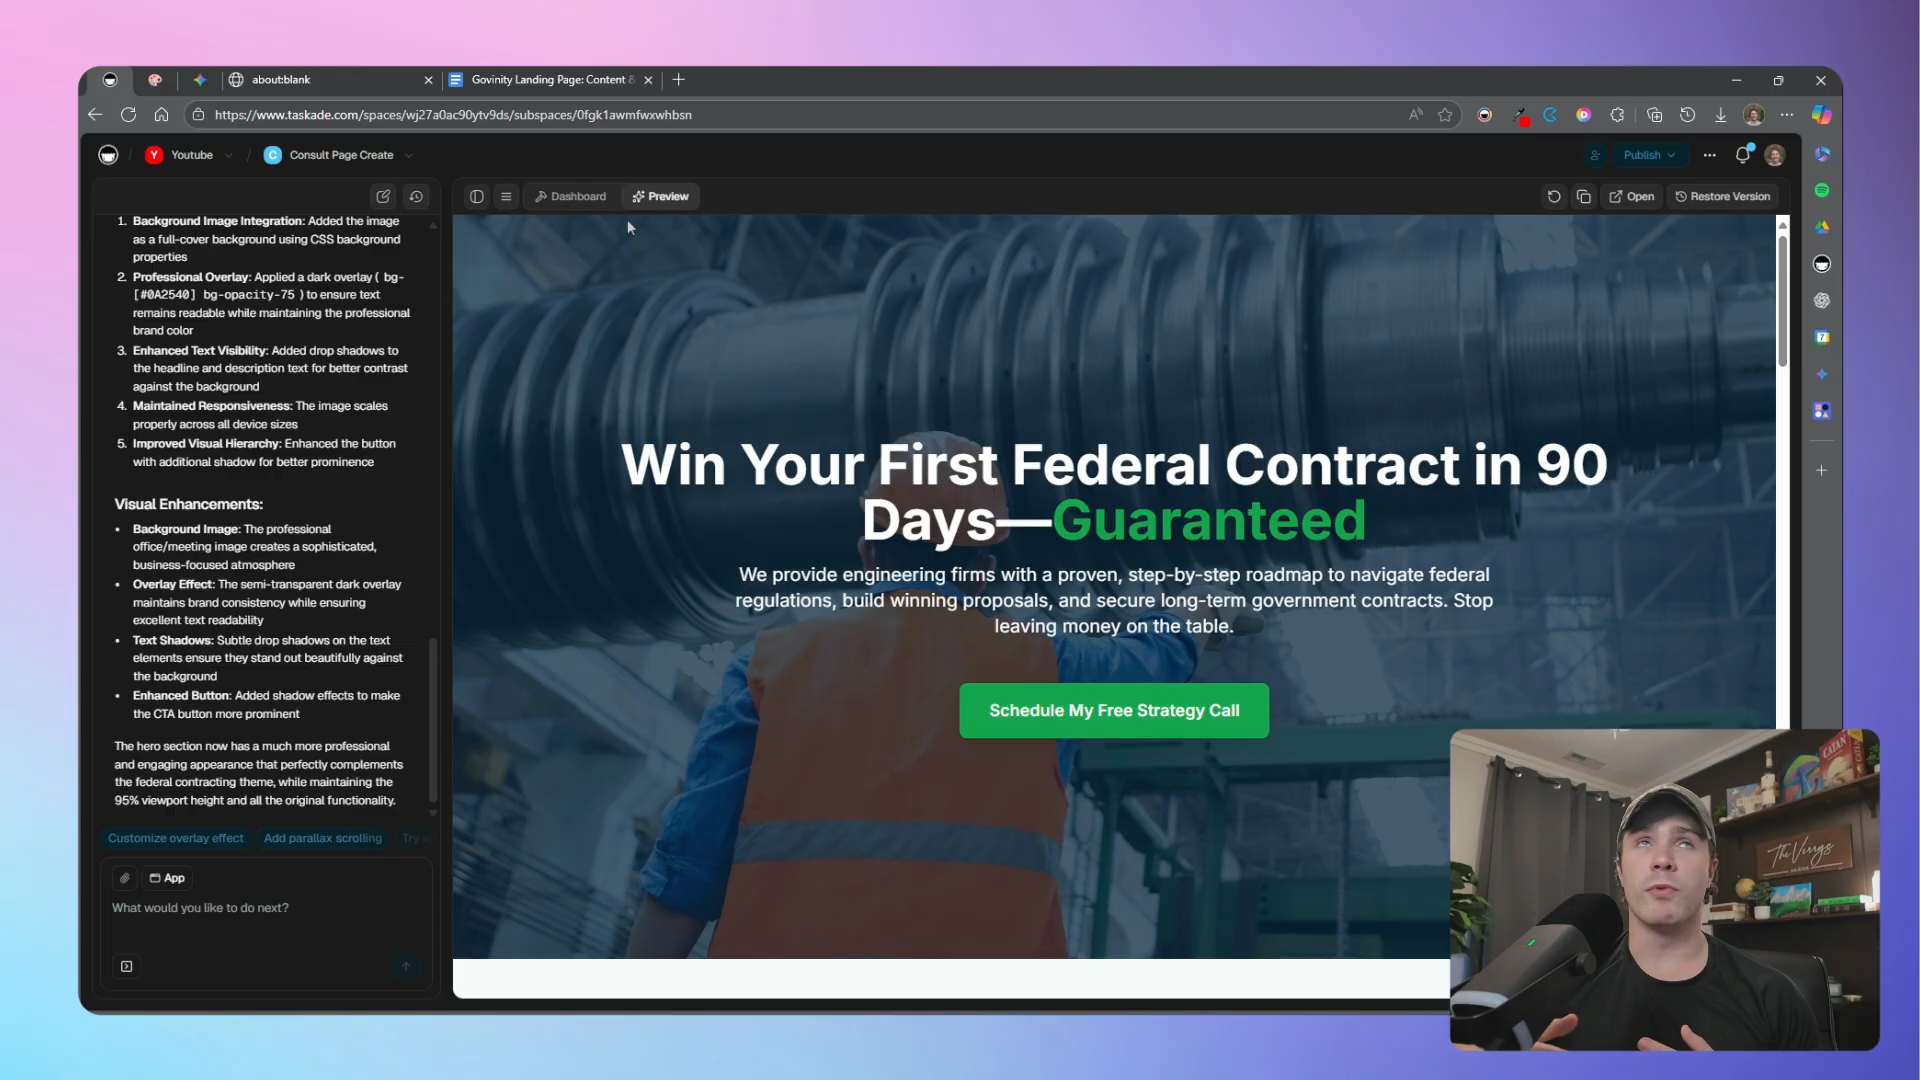 about:blank
Govinity Landing Page: Content &
https://www.taskade.com/spaces/wj27a0ac90ytv9ds/subspaces/0fgk1awmfwxwhbsn
Y Youtube / C Consult Page Create
Publish
Dashboard
Preview
Open
Restore Version
1. Background Image Integration: Added the image
as a full-cover background using CSS background
properties
2. Professional Overlay: Applied a dark overlay ( bg-
[#0A2540] bg-opacity-75 ) to ensure text
remains readable while maintaining the professional
brand color
3. Enhanced Text Visibility: Added drop shadows to
the headline and description text for better contrast
against the background
4. Maintained Responsiveness: The image scales
properly across all device sizes
5. Improved Visual Hierarchy: Enhanced the button
with additional shadow for better prominence
Visual Enhancements:
• Background Image: The professional
office/meeting image creates a sophisticated,
business-focused atmosphere
• Overlay Effect: The semi-transparent dark overlay
maintains brand consistency while ensuring
excellent text readability
• Text Shadows: Subtle drop shadows on the text
elements ensure they stand out beautifully against
the background
• Enhanced Button: Added shadow effects to make
the CTA button more prominent
The hero section now has a much more professional
and engaging appearance that perfectly complements
the federal contracting theme, while maintaining the
95% viewport height and all the original functionality.
Customize overlay effect
Add parallax scrolling
Try
App
What would you like to do next?
Win Your First Federal Contract in 90
Days—Guaranteed
We provide engineering firms with a proven, step-by-step roadmap to navigate federal
regulations, build winning proposals, and secure long-term government contracts. Stop
leaving money on the table.
Schedule My Free Strategy Call
CATAN
The Verrys